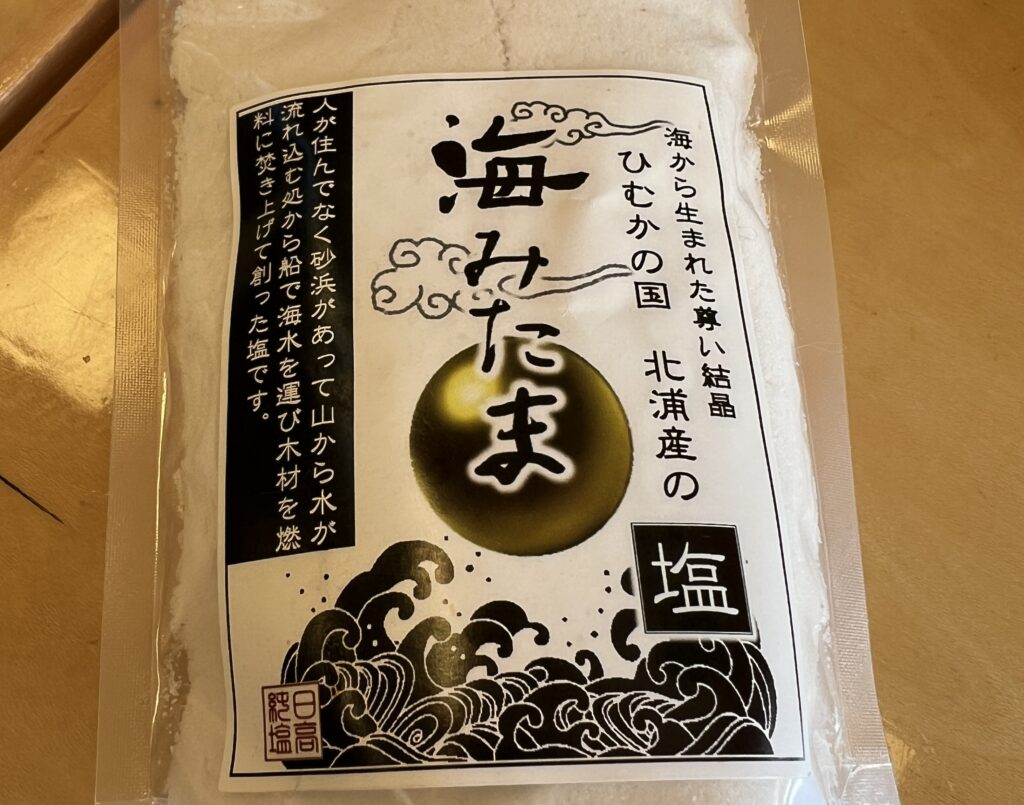 海から生まれた尊い結晶
ひむかの国 北浦産の
塩
海みたま
人が住んでなく砂浜があって山から水が
流れ込む処から船で海水を運び木材を燃
料に焚き上げて創った塩です。
日高
純塩